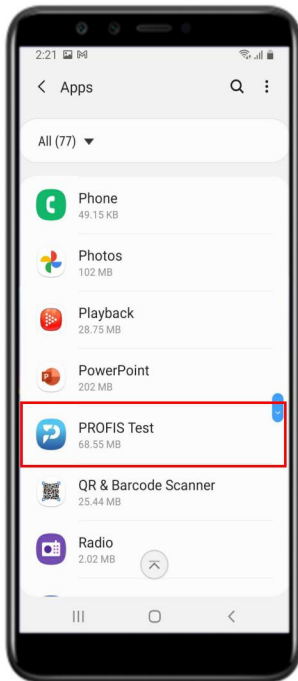 2:21
Apps
All (77)
Phone
49.15 KB
Photos
102 MB
Playback
28.75 MB
PowerPoint
202 MB
PROFIS Test
68.55 MB
QR & Barcode Scanner
25.44 MB
Radio
2.02 MB